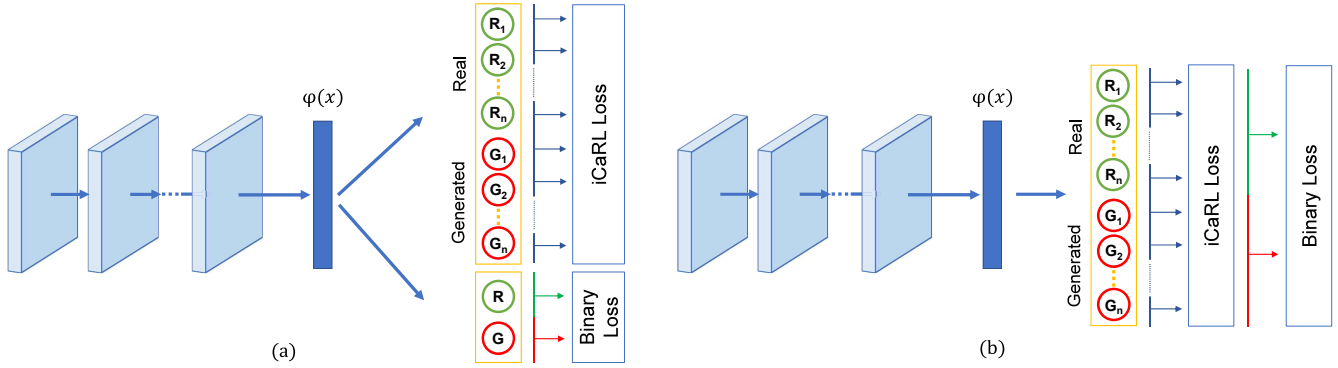 φ(x)
Real
Generated
R1
R2
Rn
G1
G2
Gn
iCaRL Loss
R
G
Binary
Loss
(a)
φ(x)
Real
Generated
R1
R2
Rn
G1
G2
Gn
iCaRL Loss
Binary Loss
(b)